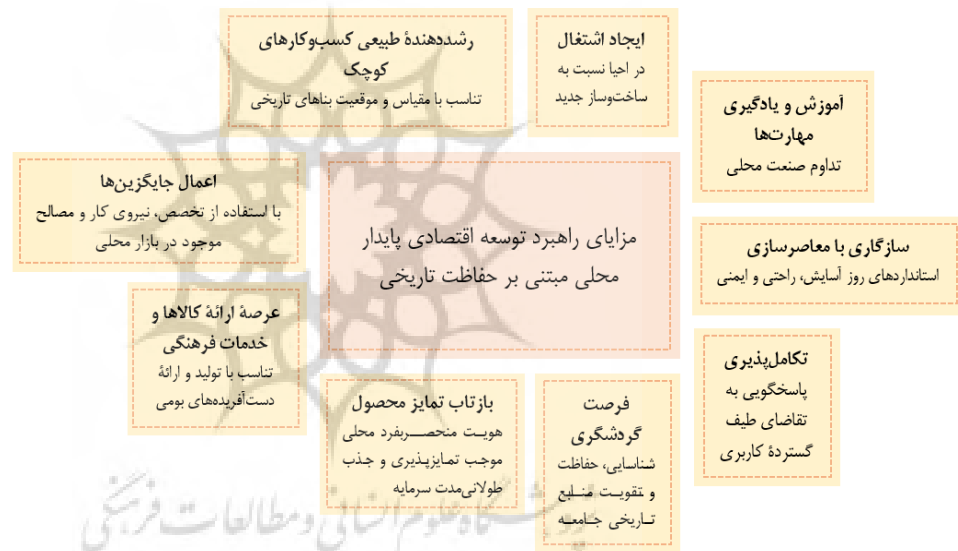 ایجاد اشتغال
در احیا نسبت به
ساخت‌وساز جدید
رشددهندهٔ طبیعی کسب‌وکارهای
کوچک
تناسب با مقیاس و موقعیت بناهای تاریخی
آموزش و یادگیری
مهارت‌ها
تداوم صنعت محلی
اعمال جایگزین‌ها
با استفاده از تخصص، نیروی کار و مصالح
موجود در بازار محلی
مزایای راهبرد توسعه اقتصادی پایدار
محلی مبتنی بر حفاظت تاریخی
سازگاری با معاصرسازی
استانداردهای روز آسایش، راحتی و ایمنی
عرصهٔ ارائهٔ کالاها و
خدمات فرهنگی
تناسب با تولید و ارائهٔ
دست‌آفریده‌های بومی
تکامل‌پذیری
پاسخگویی به
تقاضای طیف
گستردهٔ کاربری
بازتاب تمایز محصول
هویت منحصربفرد محلی
موجب تمایزپذیری و جذب
طولانی‌مدت سرمایه
فرصت
گردشگری
شناسایی، حفاظت
و تقویت منابع
تاریخی جامعه
پژوهشگاه علوم انسانی و مطالعات فرهنگی